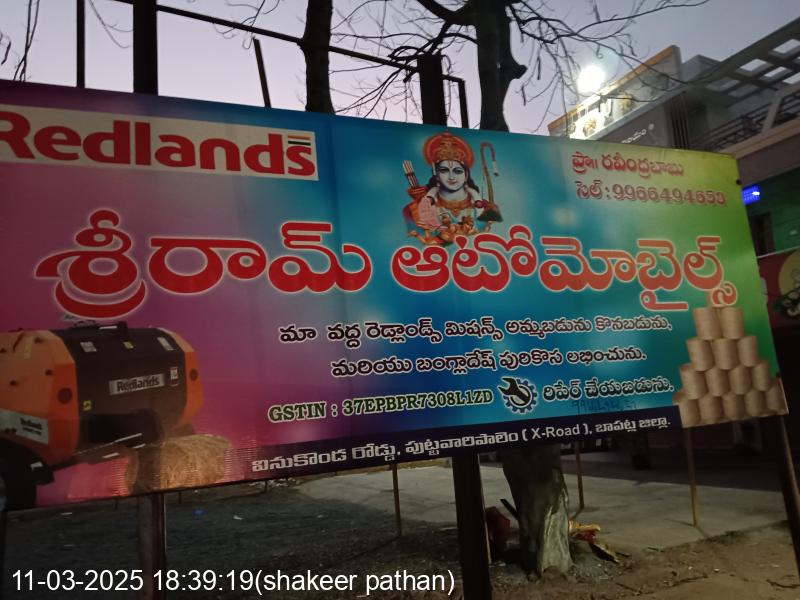 Redlands
ప్రొ॥ రవీంద్రబాబు
సెల్ : 9966494653
శ్రీరామ్ ఆటోమోబైల్స్
మా వద్ద రెడ్లాండ్స్ మిషన్స్ అమ్మబడును కొనబడును,
మరియు బంగ్లాదేష్ పురికొస లభించును.
Redlands
GSTIN : 37EPBPR7308L1ZD
రిపేర్ చేయబడును.
వినుకొండ రోడ్డు, పుట్టవారిపాలెం ( X-Road ), బాపట్ల జిల్లా.
11-03-2025 18:39:19(shakeer pathan)